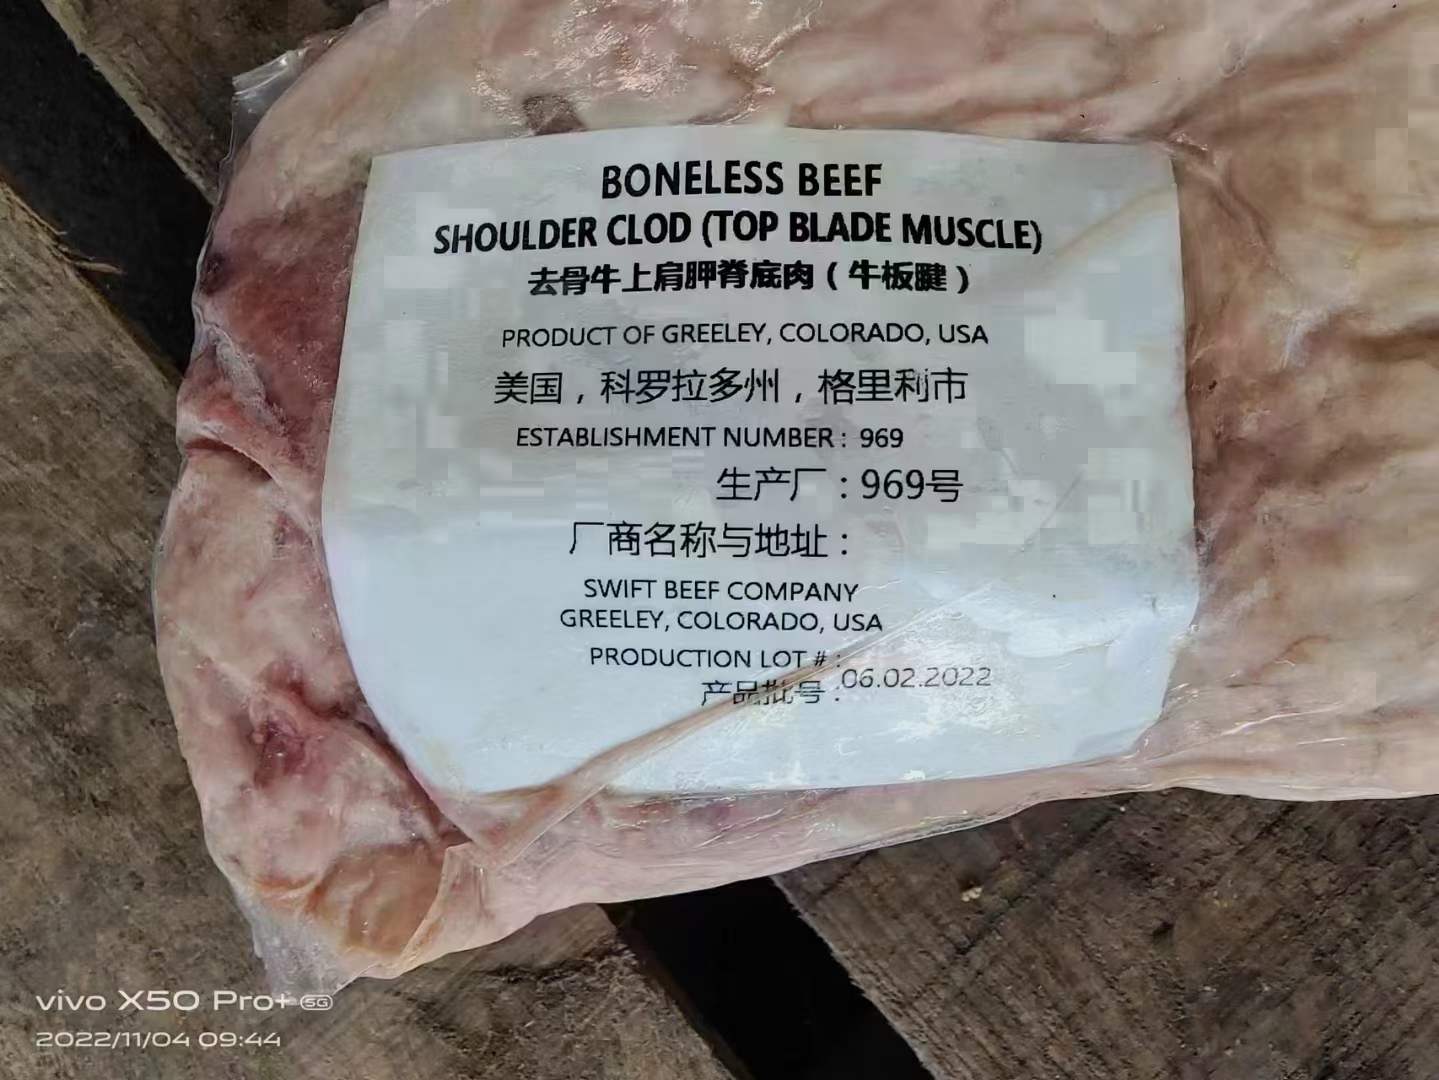 BONELESS BEEF
SHOULDER CLOD (TOP BLADE MUSCLE)
去骨牛上肩胛脊底肉（牛板腱）
PRODUCT OF GREELEY, COLORADO, USA
美国，科罗拉多州，格里利市
ESTABLISHMENT NUMBER: 969
生产厂：969号
厂商名称与地址：
SWIFT BEEF COMPANY
GREELEY, COLORADO, USA
PRODUCTION LOT #:
产品批号：06.02.2022
vivo X50 Pro+ 5G
2022/11/04 09:44